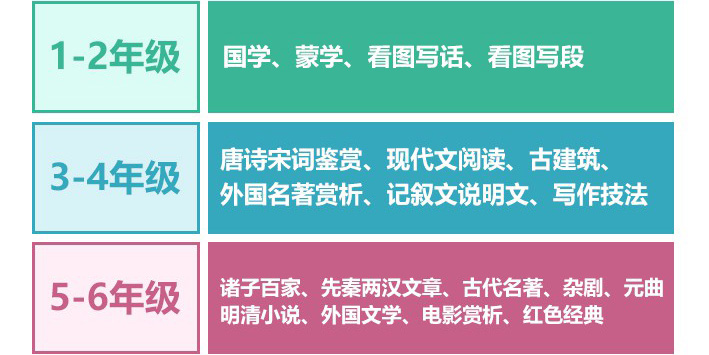 1-2年级
国学、蒙学、看图写话、看图写段
3-4年级
唐诗宋词鉴赏、现代文阅读、古建筑、
外国名著赏析、记叙文说明文、写作技法
5-6年级
诸子百家、先秦两汉文章、古代名著、杂剧、元曲
明清小说、外国文学、电影赏析、红色经典